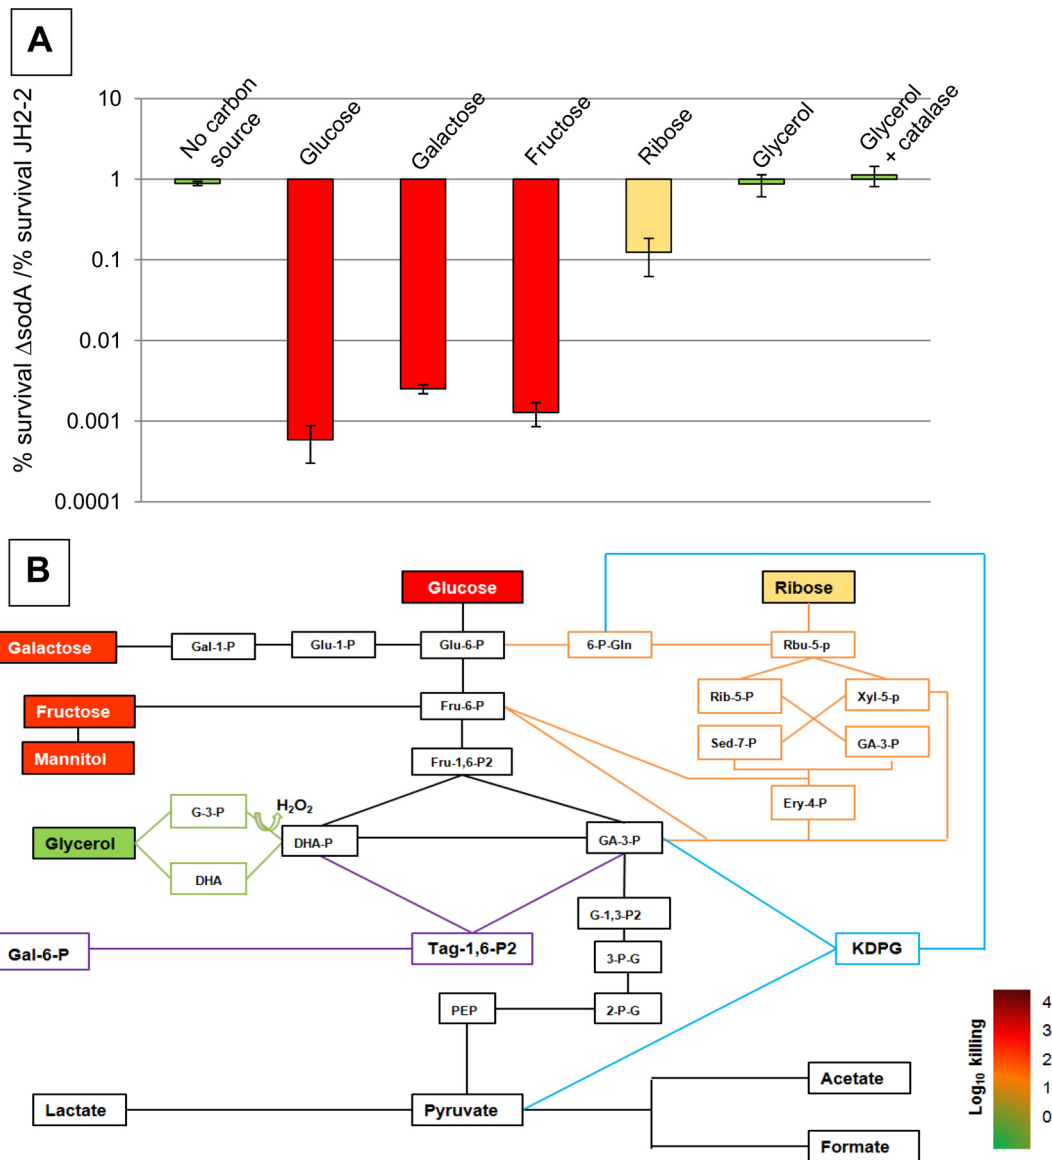 A
% survival ΔsodA /% survival JH2-2
10
1
0.1
0.01
0.001
0.0001
No carbon
source
Glucose
Galactose
Fructose
Ribose
Glycerol
Glycerol
+ catalase
B
Glucose
Ribose
Galactose
Gal-1-P
Glu-1-P
Glu-6-P
6-P-Gln
Rbu-5-p
Fructose
Fru-6-P
Rib-5-P
Xyl-5-p
Mannitol
Fru-1,6-P2
Sed-7-P
GA-3-P
Ery-4-P
G-3-P
H₂O₂
Glycerol
DHA-P
GA-3-P
DHA
G-1,3-P2
Gal-6-P
Tag-1,6-P2
3-P-G
KDPG
PEP
2-P-G
Log₁₀ killing
4
3
2
1
0
Acetate
Lactate
Pyruvate
Formate